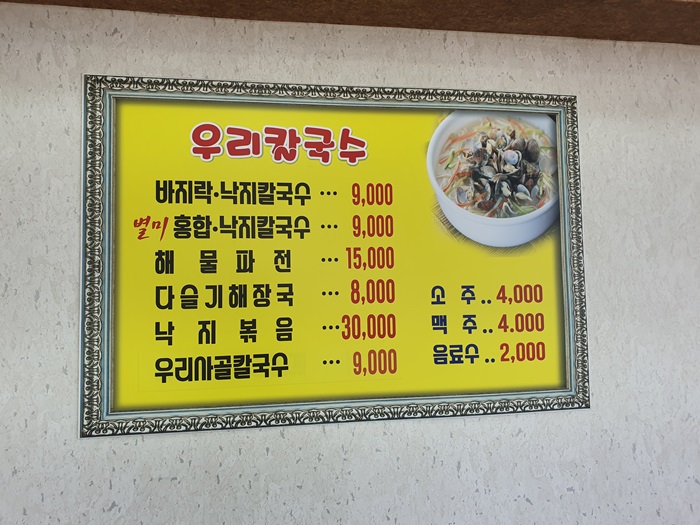 우리칼국수
바지락·낙지칼국수 ··· 9,000
별미 홍합·낙지칼국수 ··· 9,000
해물파전 ··· 15,000
다슬기해장국 ··· 8,000
낙지볶음 ··· 30,000
우리사골칼국수 ··· 9,000
소주 .. 4,000
맥주 .. 4.000
음료수 .. 2,000